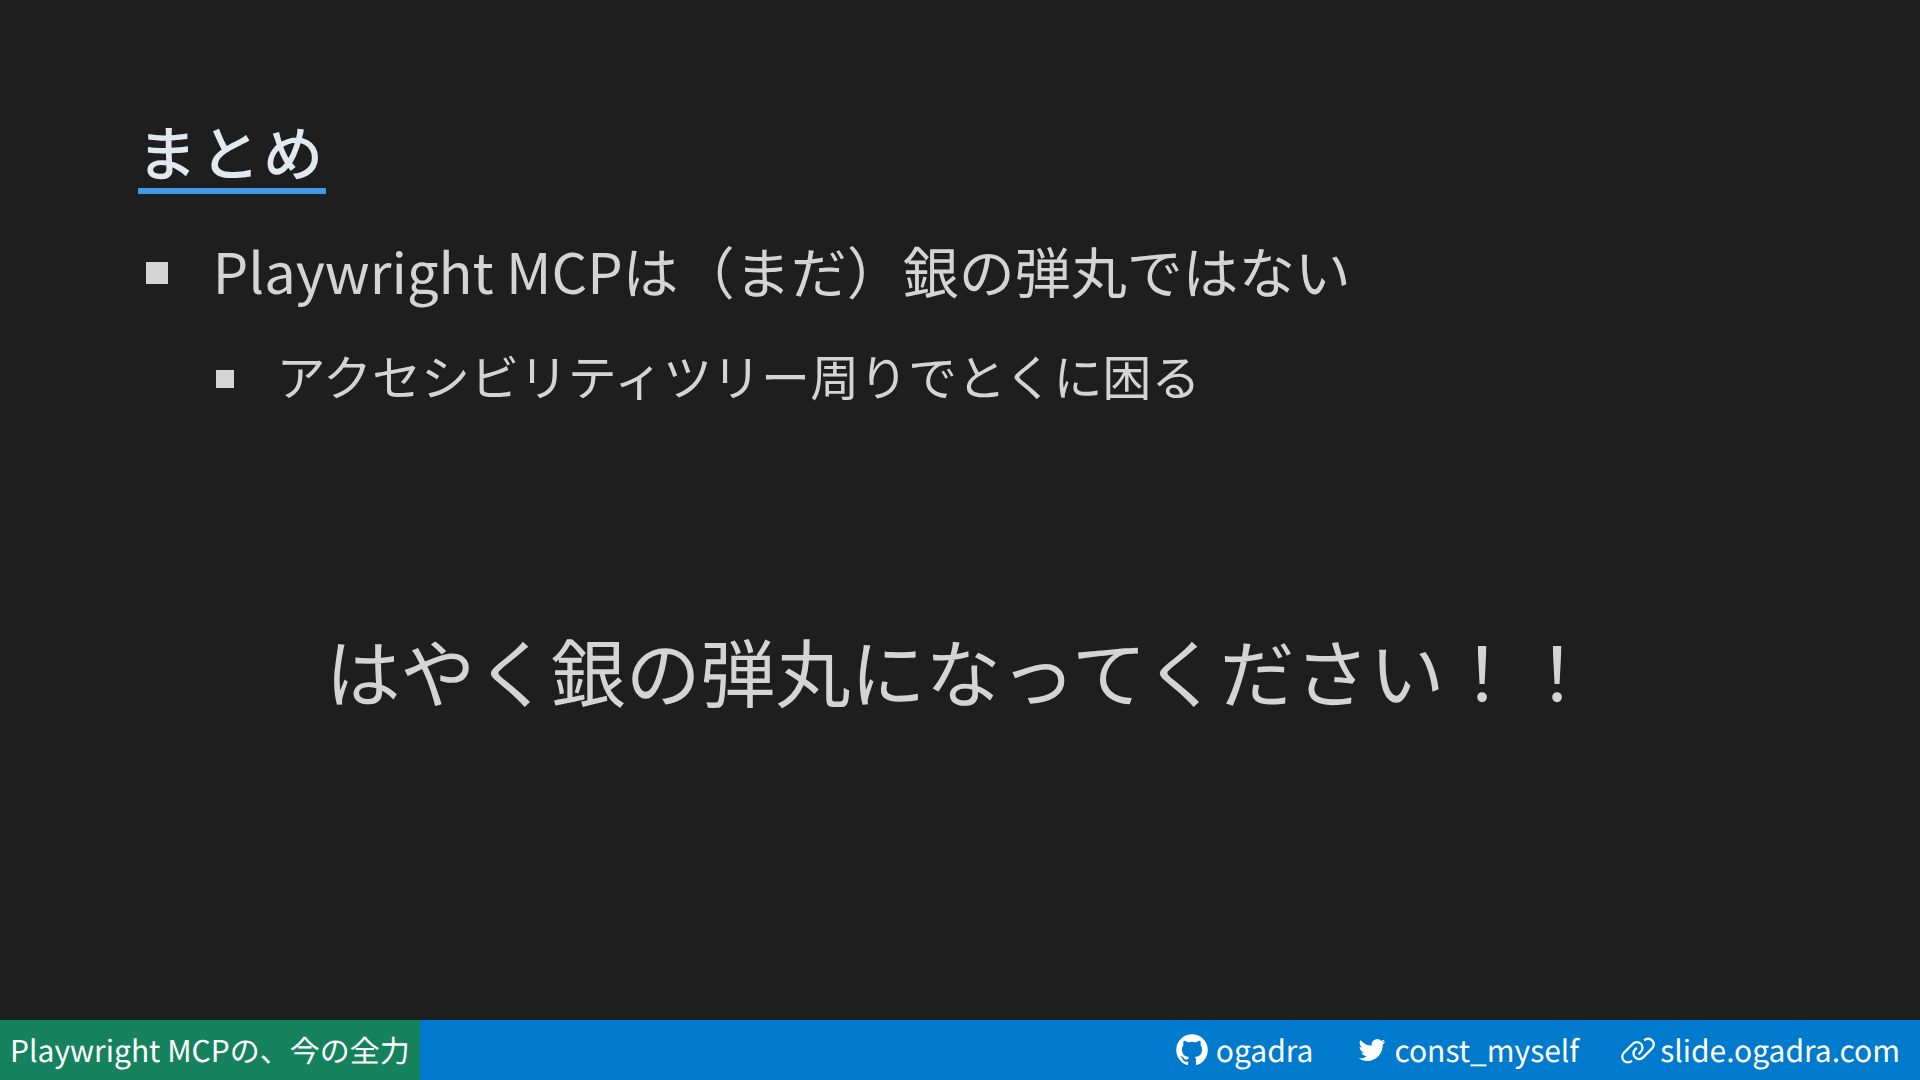 まとめ
Playwright MCPは（まだ）銀の弾丸ではない
アクセシビリティツリー周りでとくに困る
はやく銀の弾丸になってください！！
Playwright MCPの、今の全力
ogadra
const_myself
slide.ogadra.com